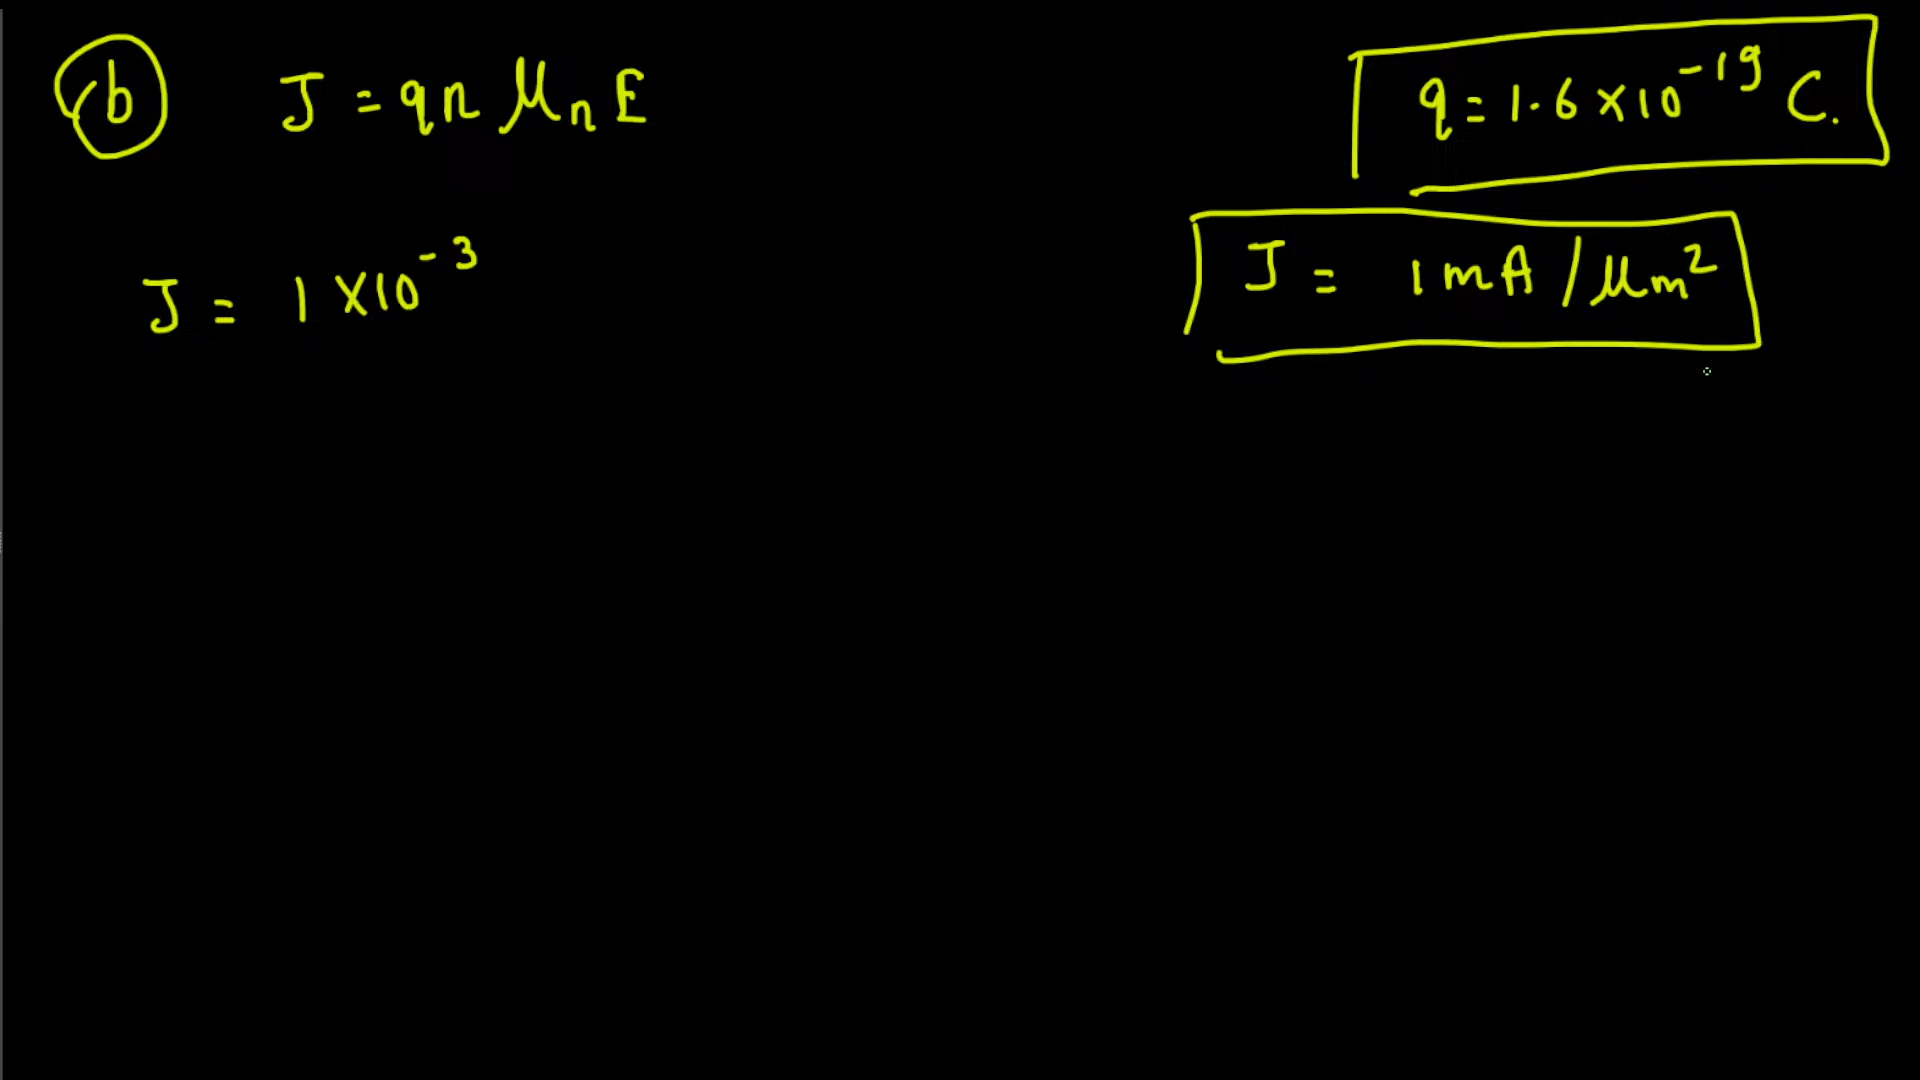 b J = qn μn E
q = 1.6 × 10⁻¹⁹ C.
J = 1 × 10⁻³
J = 1 mA / μm²